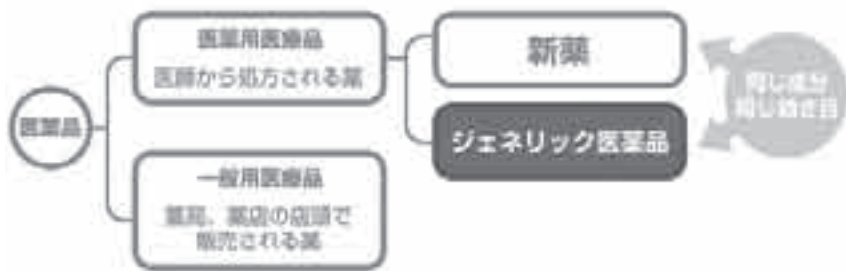 医薬品
医薬用医療品
医師から処方される薬
一般用医療品
薬局、薬店の店頭で
販売される薬
新薬
ジェネリック医薬品
同じ成分
同じ効き目